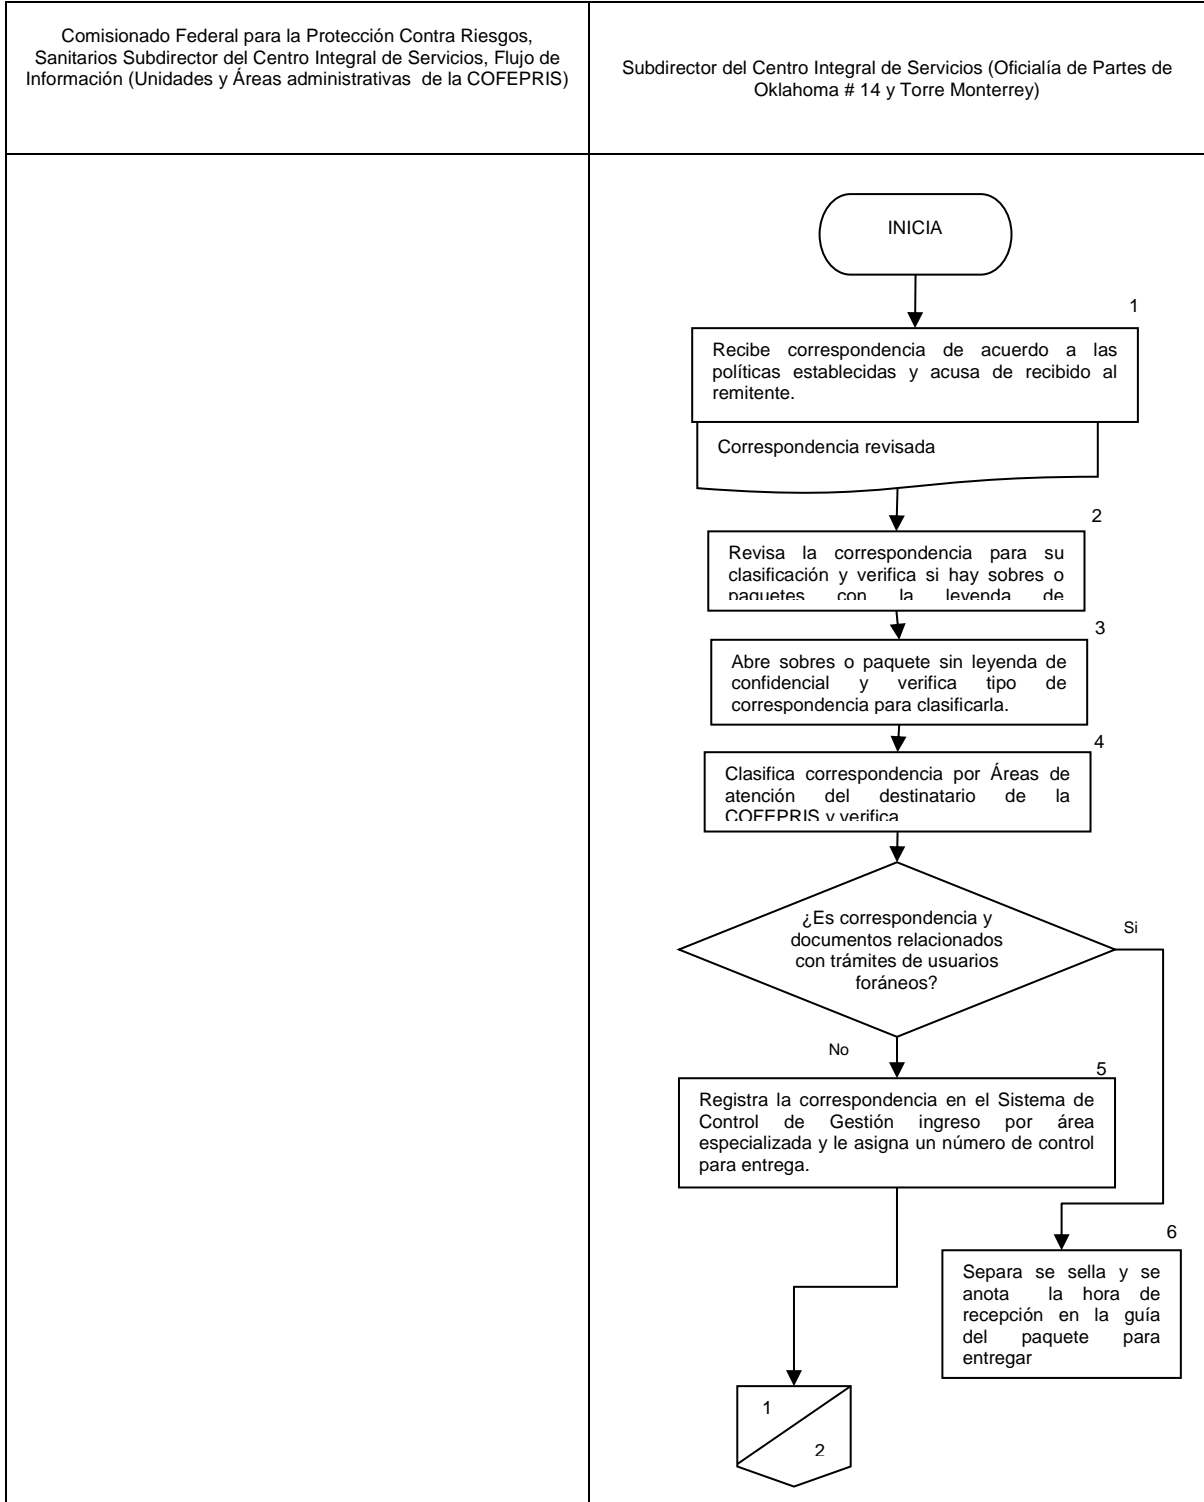 Comisionado Federal para la Protección Contra Riesgos,
Sanitarios Subdirector del Centro Integral de Servicios, Flujo de
Información (Unidades y Áreas administrativas de la COFEPRIS)
Subdirector del Centro Integral de Servicios (Oficialía de Partes de
Oklahoma # 14 y Torre Monterrey)
INICIA
1
Recibe correspondencia de acuerdo a las
políticas establecidas y acusa de recibido al
remitente.
Correspondencia revisada
2
Revisa la correspondencia para su
clasificación y verifica si hay sobres o
paquetes con la leyenda de
3
Abre sobres o paquete sin leyenda de
confidencial y verifica tipo de
correspondencia para clasificarla.
4
Clasifica correspondencia por Áreas de
atención del destinatario de la
COFEPRIS y verifica
¿Es correspondencia y
documentos relacionados
con trámites de usuarios
foráneos?
Si
No
5
Registra la correspondencia en el Sistema de
Control de Gestión ingreso por área
especializada y le asigna un número de control
para entrega.
6
Separa se sella y se
anota la hora de
recepción en la guía
del paquete para
entregar
1
2